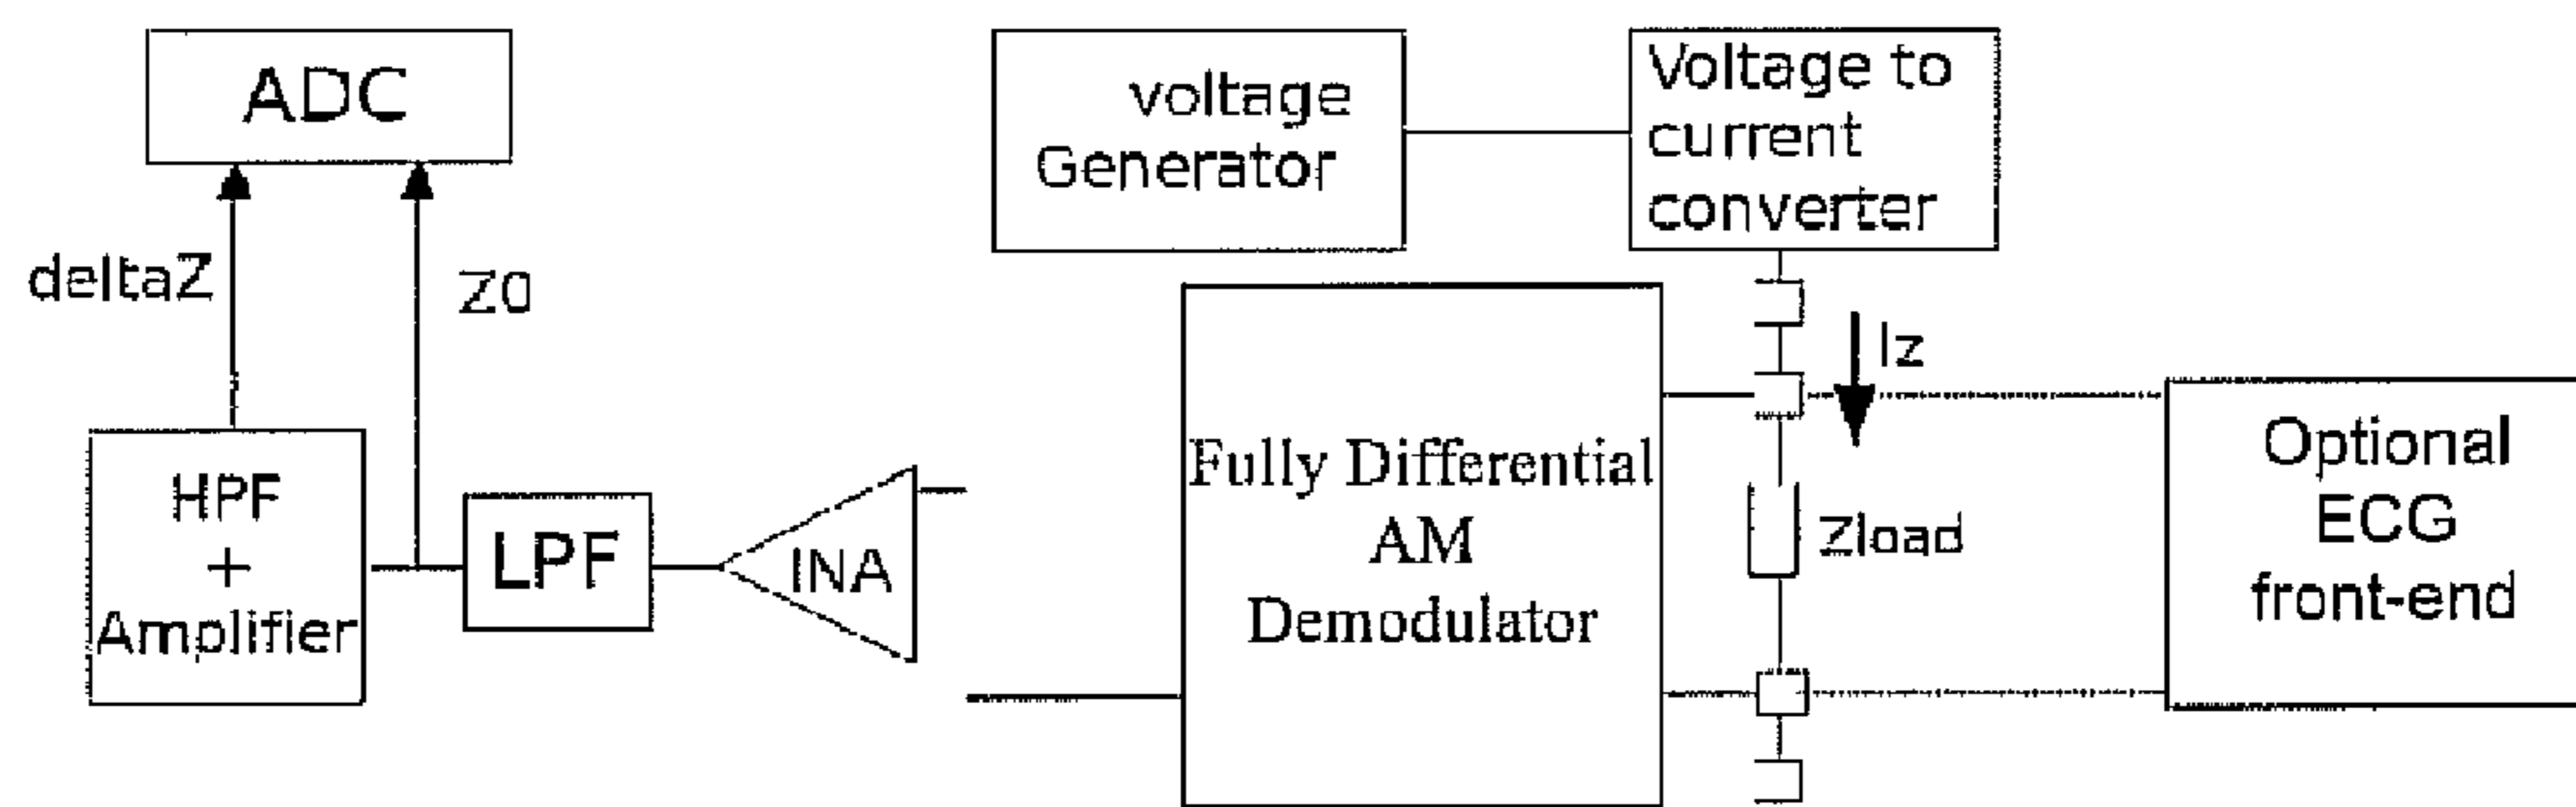 ADC
voltage
Generator
Voltage to
current
converter
deltaZ
Z0
Iz
HPF
+
Amplifier
LPF
INA
Fully Differential
AM
Demodulator
Zload
Optional
ECG
front-end